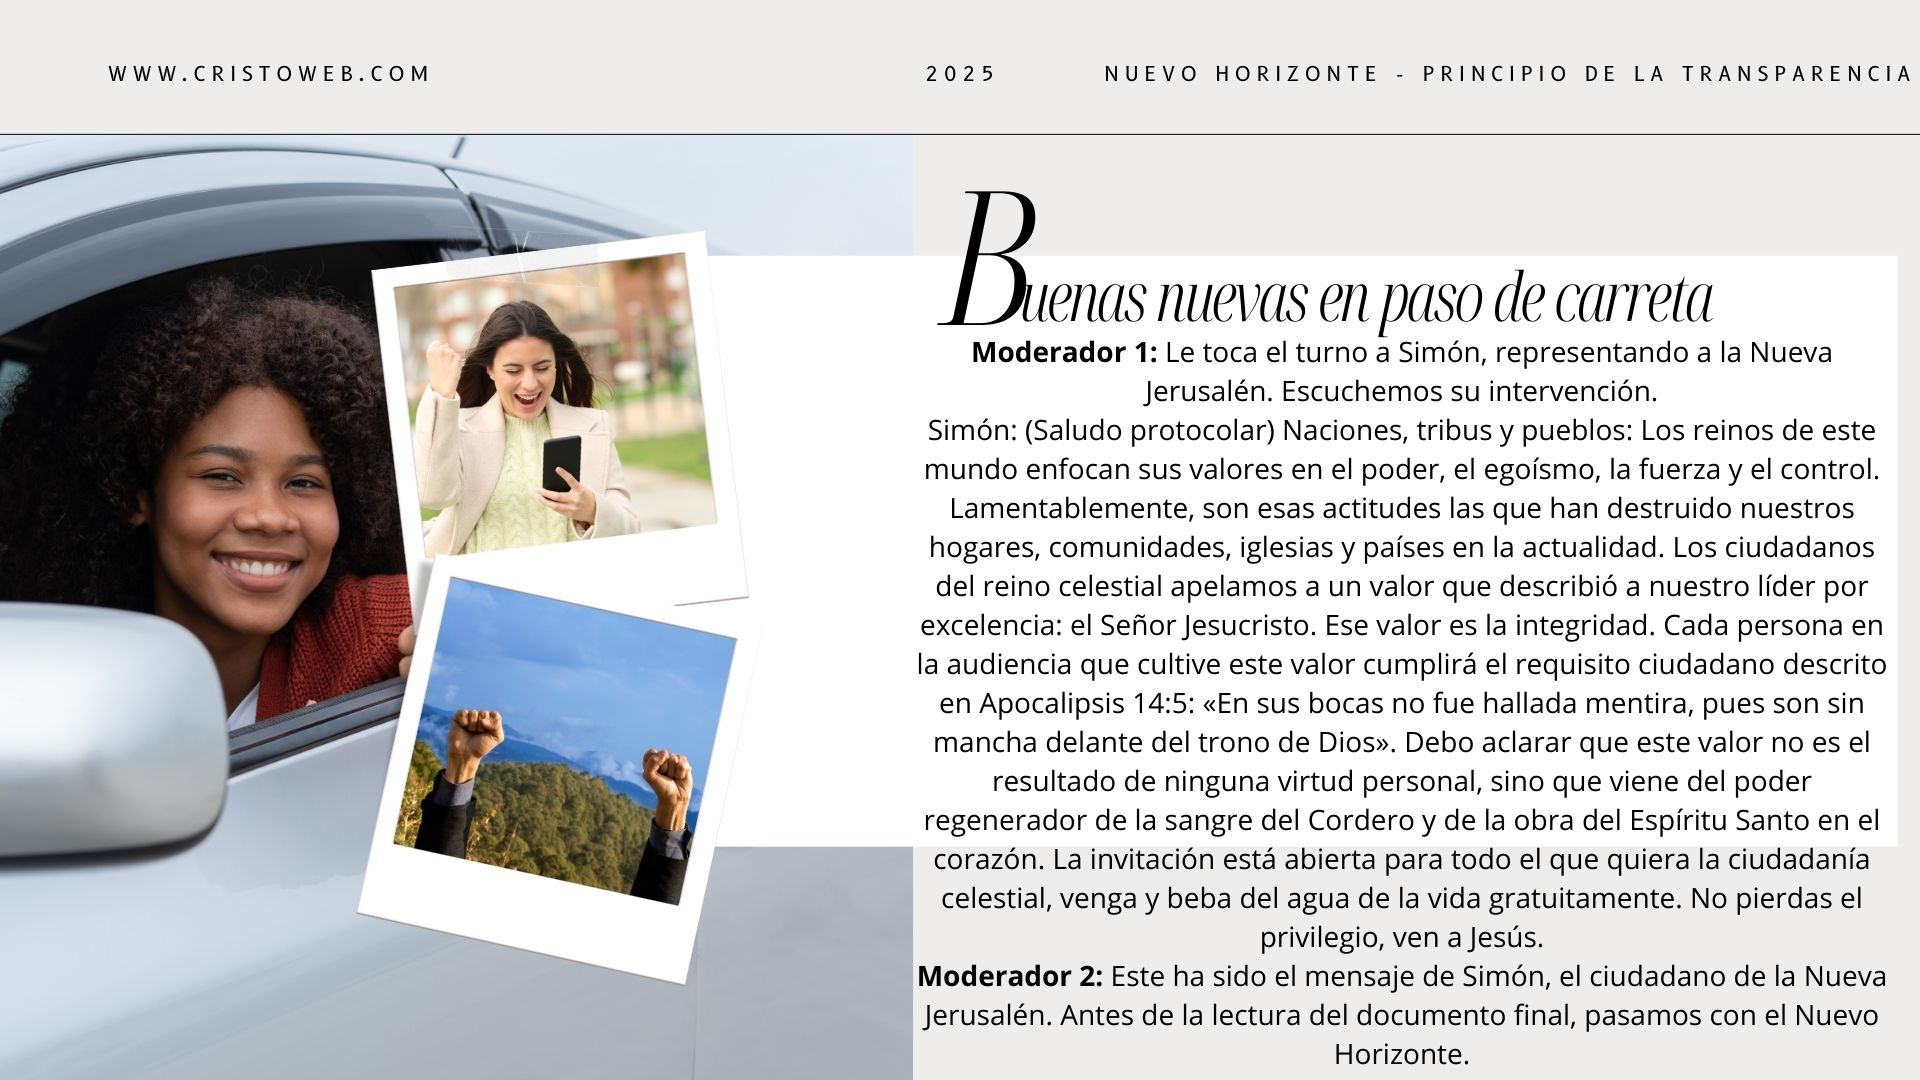 WWW.CRISTOWEB.COM
2025
NUEVO HORIZONTE - PRINCIPIO DE LA TRANSPARENCIA
Buenas nuevas en paso de carreta
Moderador 1: Le toca el turno a Simón, representando a la Nueva
Jerusalén. Escuchemos su intervención.
Simón: (Saludo protocolar) Naciones, tribus y pueblos: Los reinos de este
mundo enfocan sus valores en el poder, el egoísmo, la fuerza y el control.
Lamentablemente, son esas actitudes las que han destruido nuestros
hogares, comunidades, iglesias y países en la actualidad. Los ciudadanos
del reino celestial apelamos a un valor que describió a nuestro líder por
excelencia: el Señor Jesucristo. Ese valor es la integridad. Cada persona en
la audiencia que cultive este valor cumplirá el requisito ciudadano descrito
en Apocalipsis 14:5: «En sus bocas no fue hallada mentira, pues son sin
mancha delante del trono de Dios». Debo aclarar que este valor no es el
resultado de ninguna virtud personal, sino que viene del poder
regenerador de la sangre del Cordero y de la obra del Espíritu Santo en el
corazón. La invitación está abierta para todo el que quiera la ciudadanía
celestial, venga y beba del agua de la vida gratuitamente. No pierdas el
privilegio, ven a Jesús.
Moderador 2: Este ha sido el mensaje de Simón, el ciudadano de la Nueva
Jerusalén. Antes de la lectura del documento final, pasamos con el Nuevo
Horizonte.